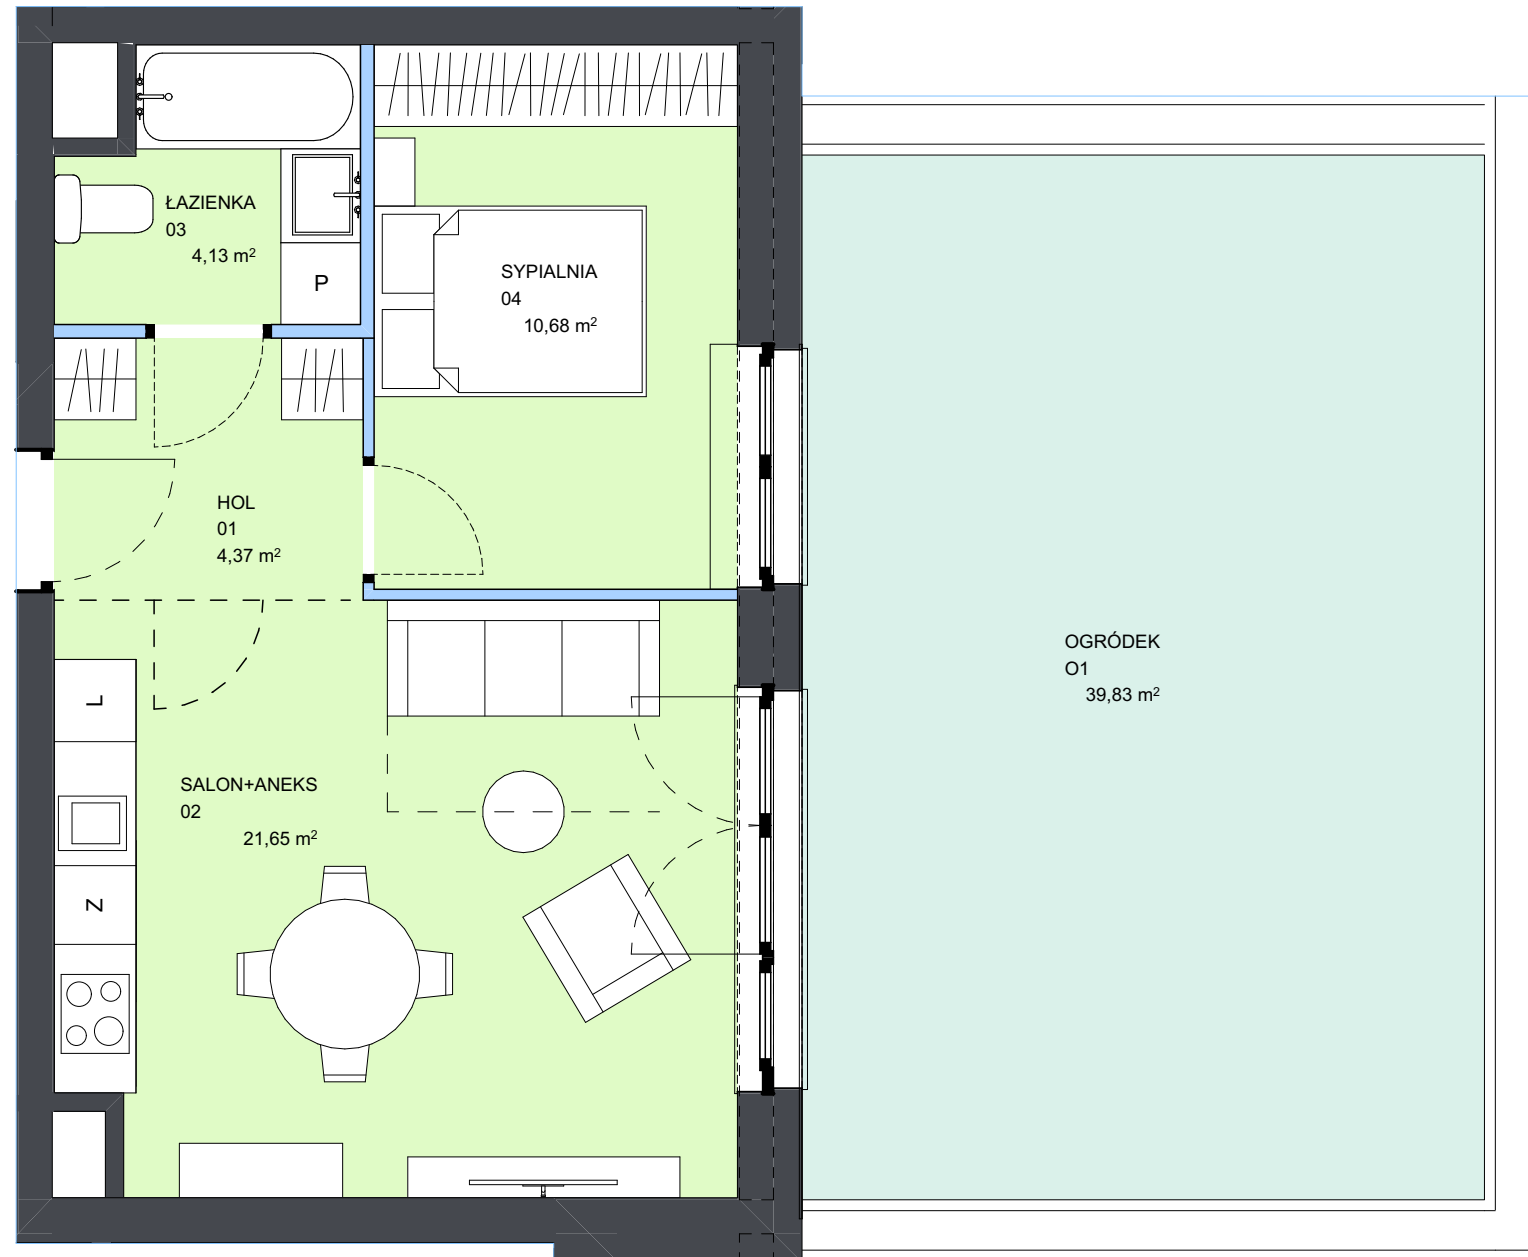 ŁAZIENKA
03
4,13 m²
P
SYPIALNIA
04
10,68 m²
HOL
01
4,37 m²
L
SALON+ANEKS
02
21,65 m²
Z
OGRÓDEK
O1
39,83 m²